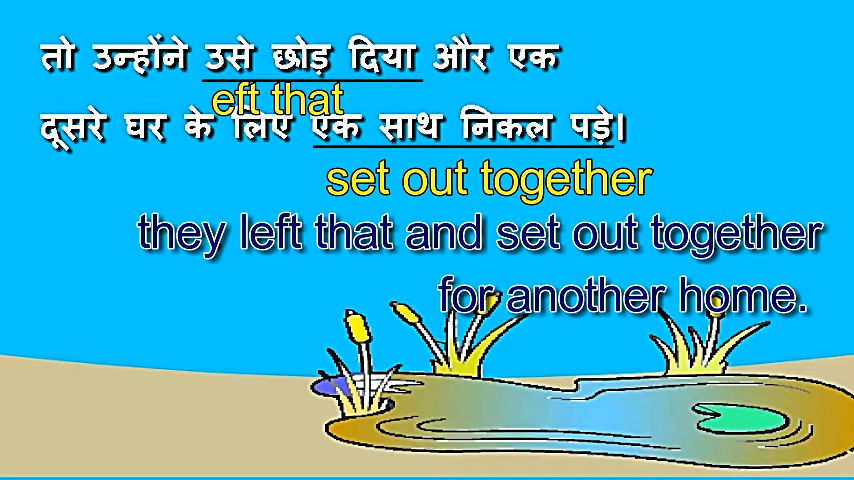 तो उन्होंने उसे छोड़ दिया और एक
eft that
दूसरे घर के लिए एक साथ निकल पड़े।
set out together
they left that and set out together
for another home.